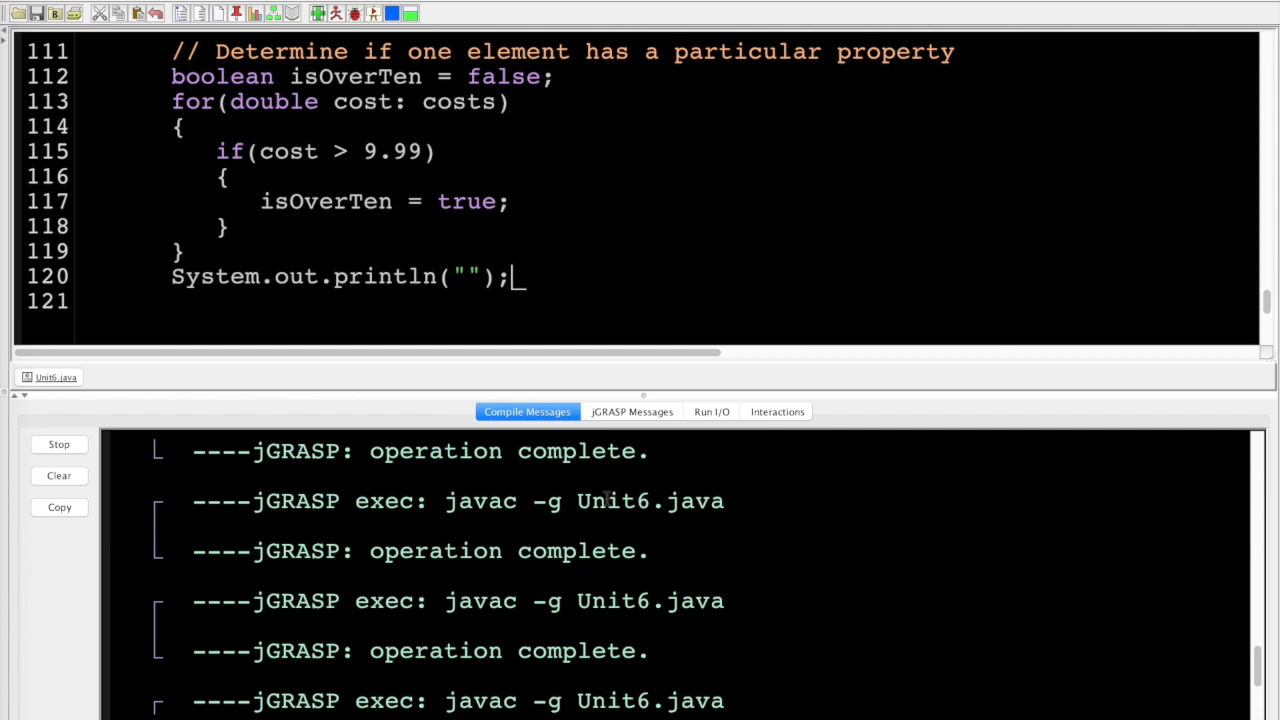 111 // Determine if one element has a particular property
112 boolean isOverTen = false;
113 for(double cost: costs)
114 {
115 if(cost > 9.99)
116 {
117 isOverTen = true;
118 }
119 }
120 System.out.println("");
121
Unit6.java
Compile Messages jGRASP Messages Run I/O Interactions
Stop
Clear
Copy
----jGRASP: operation complete.
----jGRASP exec: javac -g Unit6.java
----jGRASP: operation complete.
----jGRASP exec: javac -g Unit6.java
----jGRASP: operation complete.
----jGRASP exec: javac -g Unit6.java